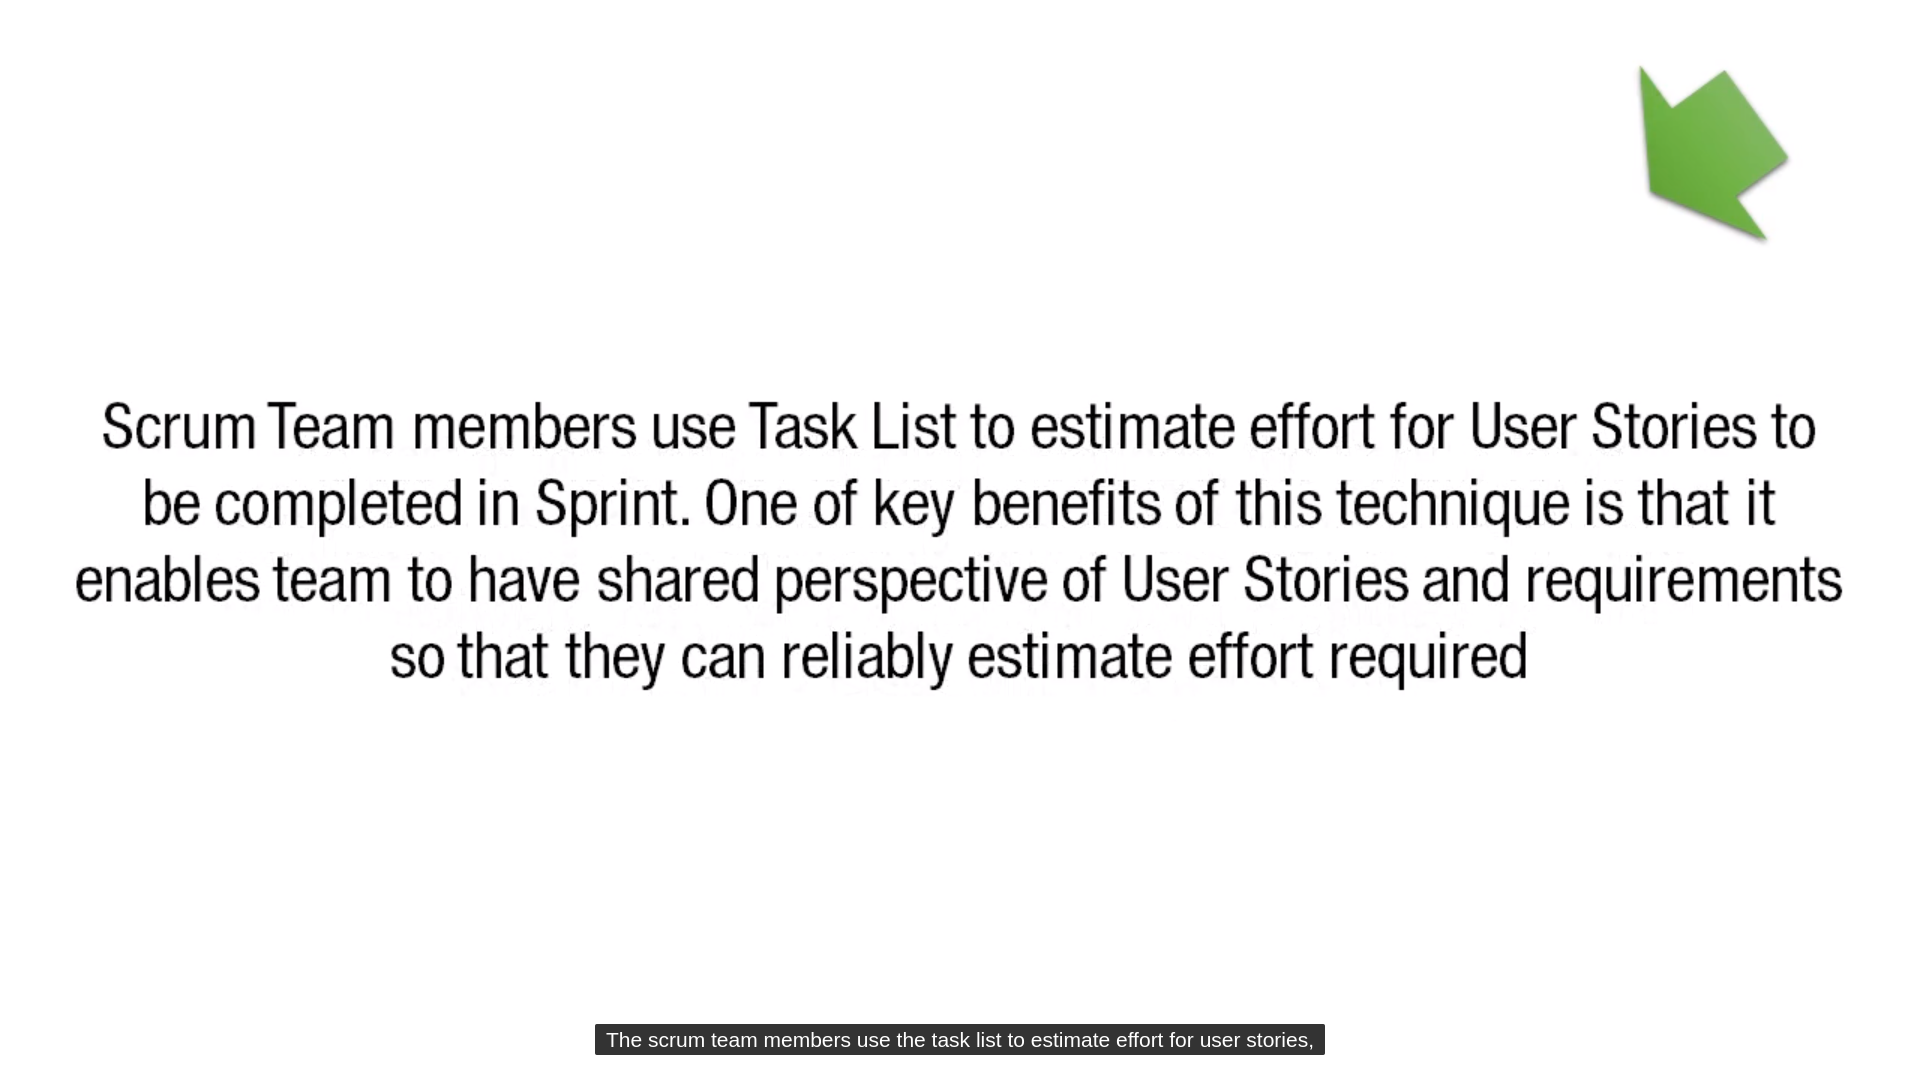 Scrum Team members use Task List to estimate effort for User Stories to
be completed in Sprint. One of key benefits of this technique is that it
enables team to have shared perspective of User Stories and requirements
so that they can reliably estimate effort required
The scrum team members use the task list to estimate effort for user stories,